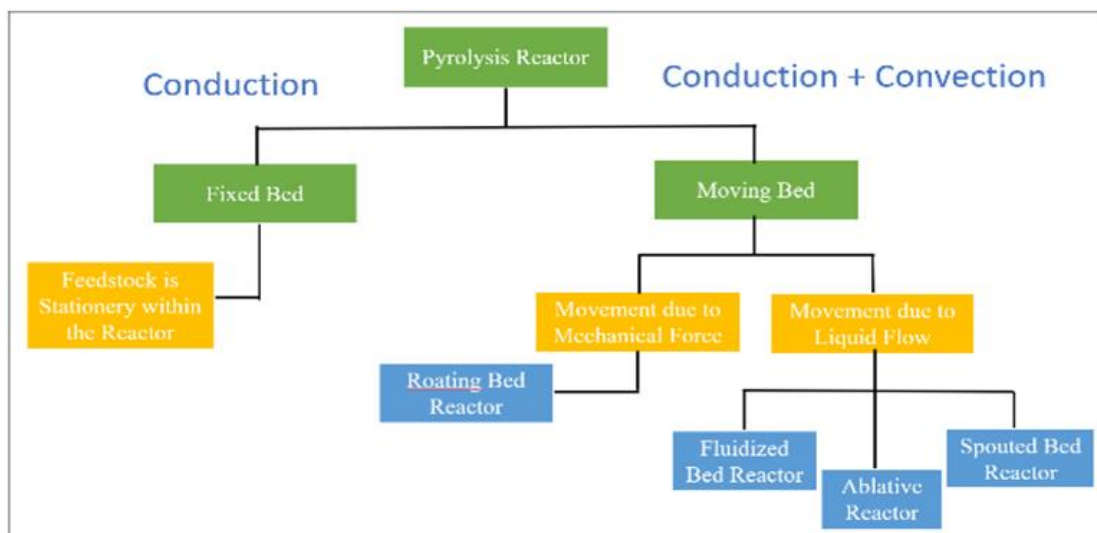 Pyrolysis Reactor
Conduction
Conduction + Convection
Fixed Bed
Moving Bed
Feedstock is
Stationery within
the Reactor
Movement due to
Mechanical Force
Movement due to
Liquid Flow
Roating Bed
Reactor
Fluidized
Bed Reactor
Ablative
Reactor
Spouted Bed
Reactor